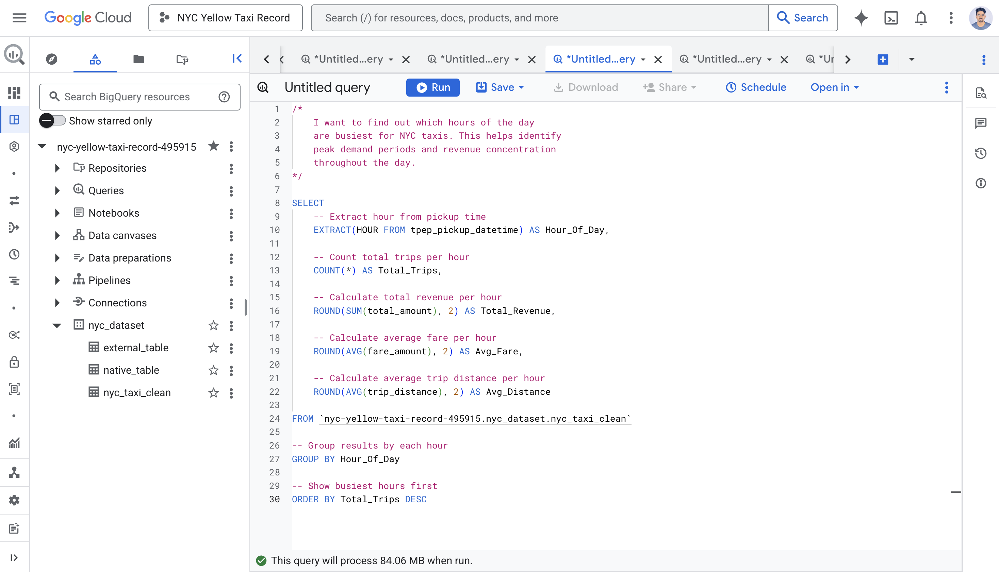 Google Cloud
NYC Yellow Taxi Record
Search (/) for resources, docs, products, and more
Search
*Untitled...ery
*Untitled...ery
*Untitled...ery
*Untitled...ery
*Ur
Search BigQuery resources
Show starred only
nyc-yellow-taxi-record-495915
Repositories
Queries
Notebooks
Data canvases
Data preparations
Pipelines
Connections
nyc_dataset
external_table
native_table
nyc_taxi_clean
Untitled query
Run
Save
Download
Share
Schedule
Open in
1 /*
2 I want to find out which hours of the day
3 are busiest for NYC taxis. This helps identify
4 peak demand periods and revenue concentration
5 throughout the day.
6 */
7
8 SELECT
9 -- Extract hour from pickup time
10 EXTRACT(HOUR FROM tpep_pickup_datetime) AS Hour_Of_Day,
11
12 -- Count total trips per hour
13 COUNT(*) AS Total_Trips,
14
15 -- Calculate total revenue per hour
16 ROUND(SUM(total_amount), 2) AS Total_Revenue,
17
18 -- Calculate average fare per hour
19 ROUND(AVG(fare_amount), 2) AS Avg_Fare,
20
21 -- Calculate average trip distance per hour
22 ROUND(AVG(trip_distance), 2) AS Avg_Distance
23
24 FROM `nyc-yellow-taxi-record-495915.nyc_dataset.nyc_taxi_clean`
25
26 -- Group results by each hour
27 GROUP BY Hour_Of_Day
28
29 -- Show busiest hours first
30 ORDER BY Total_Trips DESC
This query will process 84.06 MB when run.